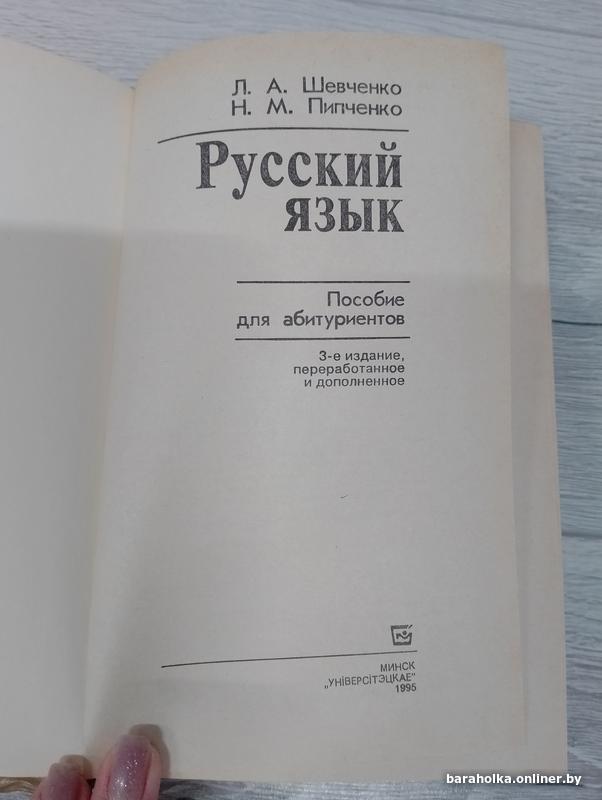 Л. А. Шевченко
Н. М. Пипченко
Русский
язык
Пособие
для абитуриентов
3-е издание,
переработанное
и дополненное
МИНСК
„УНІВЕРСІТЭЦКАЕ"
1995
baraholka.onliner.by